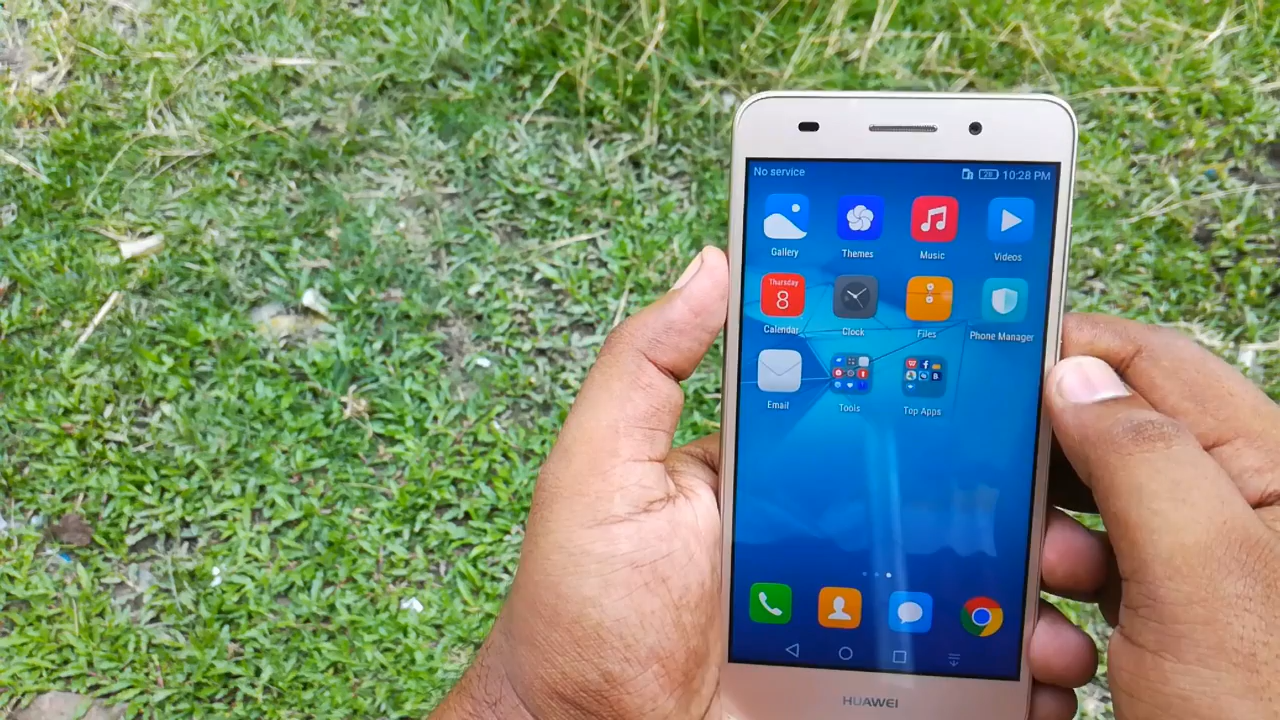 No service 28 10:28 PM
Gallery Themes Music Videos
Thursday
8
Calendar Clock Files Phone Manager
Email Tools Top Apps
HUAWEI